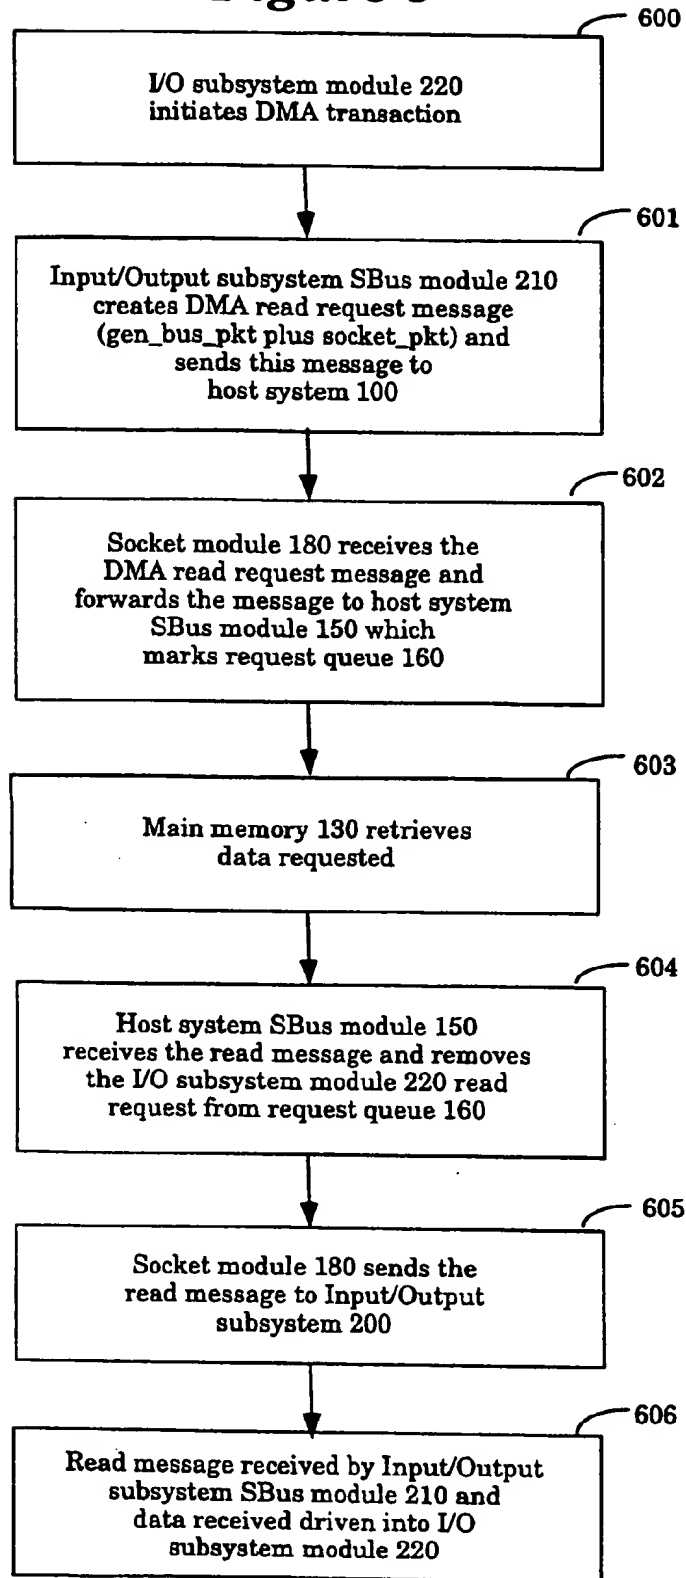 600
I/O subsystem module 220
initiates DMA transaction
601
Input/Output subsystem SBus module 210
creates DMA read request message
(gen_bus_pkt plus socket_pkt) and
sends this message to
host system 100
602
Socket module 180 receives the
DMA read request message and
forwards the message to host system
SBus module 150 which
marks request queue 160
603
Main memory 130 retrieves
data requested
604
Host system SBus module 150
receives the read message and removes
the I/O subsystem module 220 read
request from request queue 160
605
Socket module 180 sends the
read message to Input/Output
subsystem 200
606
Read message received by Input/Output
subsystem SBus module 210 and
data received driven into I/O
subsystem module 220